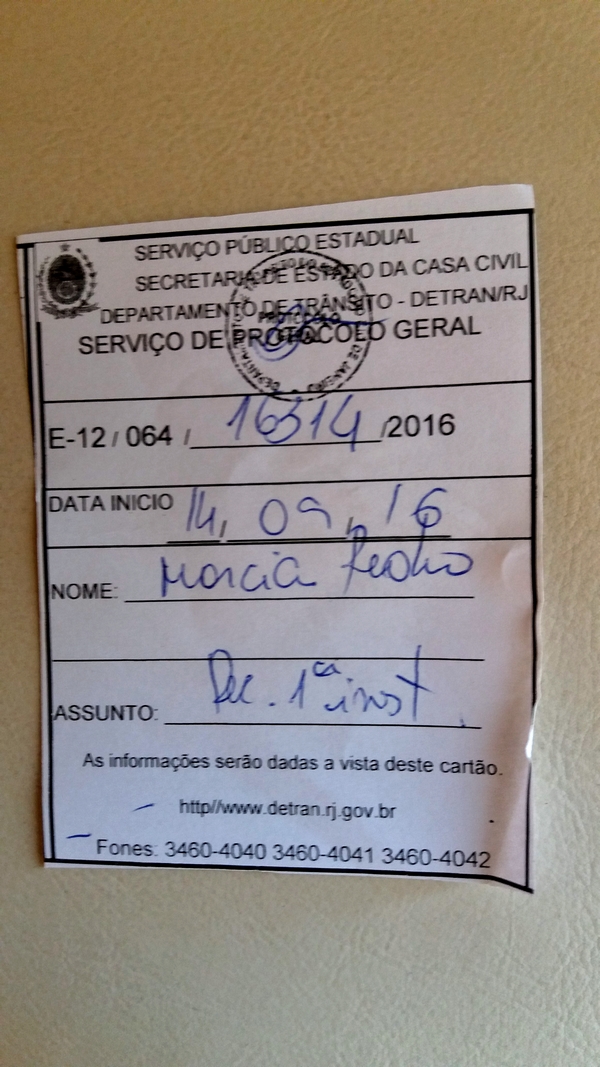 SERVIÇO PÚBLICO ESTADUAL
SECRETARIA DE ESTADO DA CASA CIVIL
DEPARTAMENTO DE TRÂNSITO - DETRAN/RJ
SERVIÇO DE PROTOCOLO GERAL
E-12 / 064 / 16314 /2016
DATA INICIO 14, 09, 16
NOME: Marcia Pedro
ASSUNTO: 1ª inst.
As informações serão dadas a vista deste cartão.
http//www.detran.rj.gov.br
Fones: 3460-4040 3460-4041 3460-4042